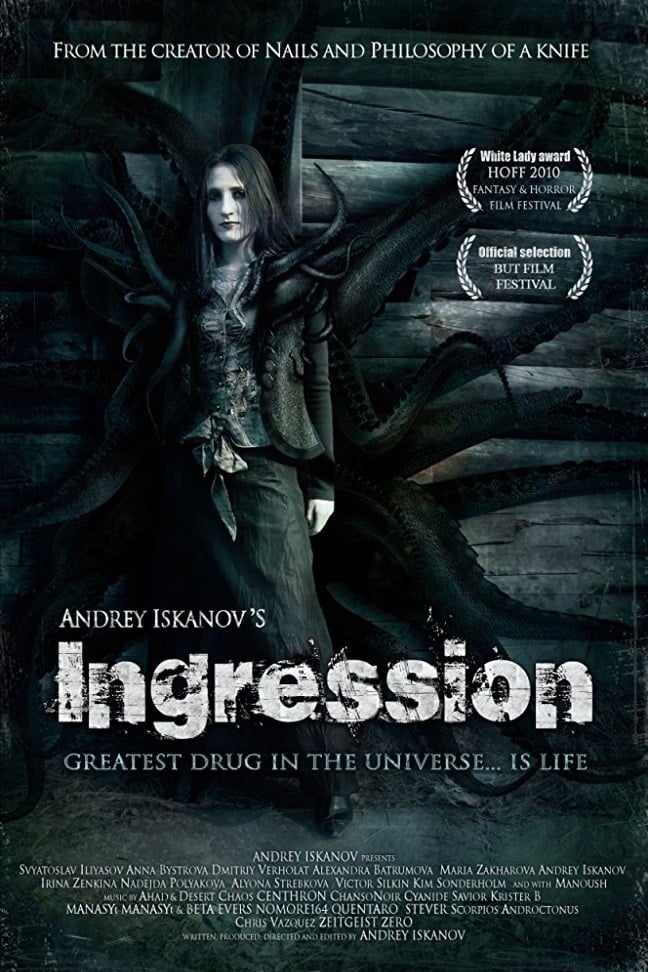 FROM THE CREATOR OF NAILS AND PHILOSOPHY OF A KNIFE
White Lady award
HOFF 2010
FANTASY & HORROR
FILM FESTIVAL
Official selection
BUT FILM
FESTIVAL
ANDREY ISKANOV'S
Ingression
GREATEST DRUG IN THE UNIVERSE... IS LIFE
ANDREY ISKANOV PRESENTS
SVYATOSLAV ILIYASOV ANNA BYSTROVA DMITRIY VERHOLAT ALEXANDRA BATRUMOVA MARIA ZAKHAROVA ANDREY ISKANOV
IRINA ZENKINA NADEJDA POLYAKOVA ALYONA STREBKOVA VICTOR SILKIN KIM SONDERHOLM AND WITH MANOUSH
MUSIC BY AHAD & DESERT CHAOS CENTHRON CHANSONOIR CYANIDE SAVIOR KRISTER B
MANASYt MANASYt & BETA EVERS NOMORE164 QUENTARO STEVER SCORPIOS ANDROCTONUS
CHRIS VAZQUEZ ZEITGEIST ZERO
WRITTEN, PRODUCED, DIRECTED AND EDITED BY ANDREY ISKANOV